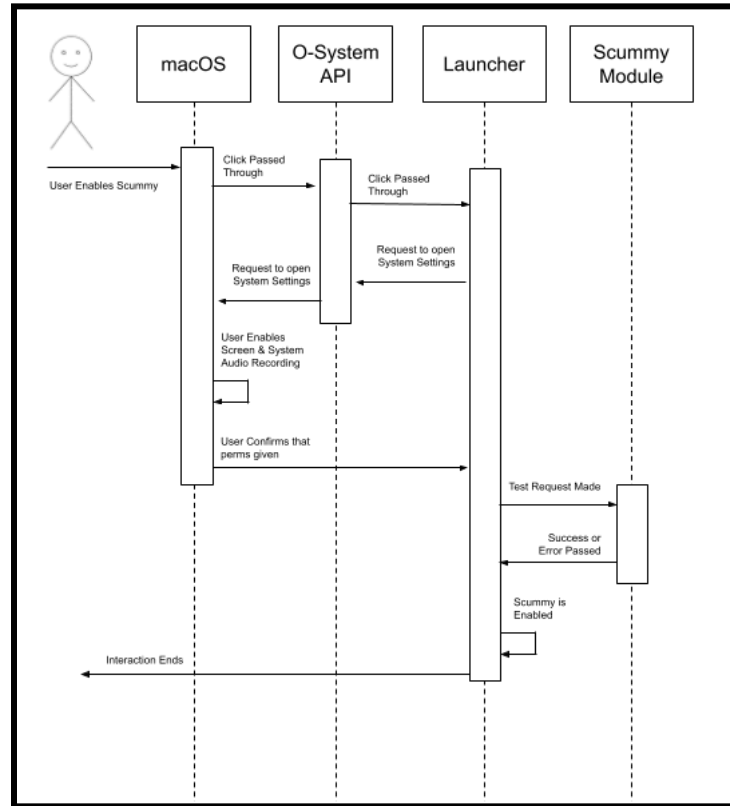 macOS
O-System
API
Launcher
Scummy
Module
User Enables Scummy
Click Passed
Through
Click Passed
Through
Request to open
System Settings
Request to open
System Settings
User Enables
Screen & System
Audio Recording
User Confirms that
perms given
Test Request Made
Success or
Error Passed
Scummy is
Enabled
Interaction Ends